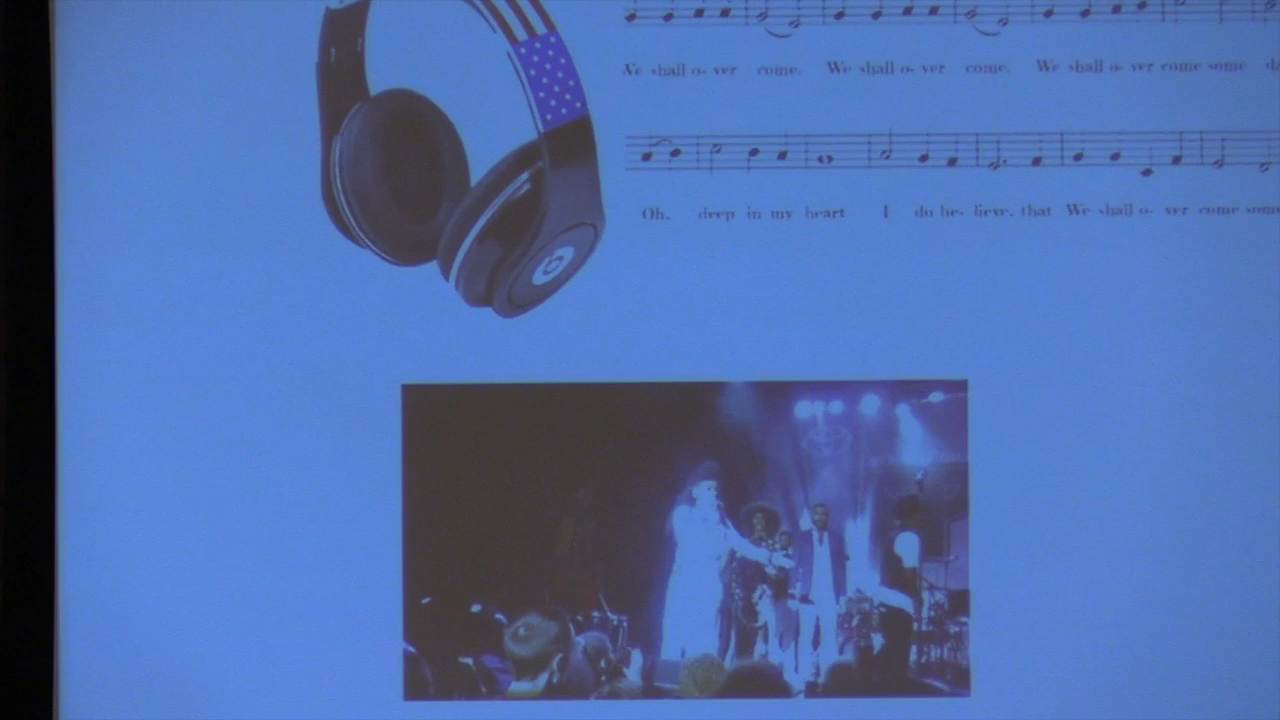 We shall o- ver come. We shall o- ver come. We shall o- ver come some
Oh, deep in my heart I do be- lieve, that We shall o- ver come some
b